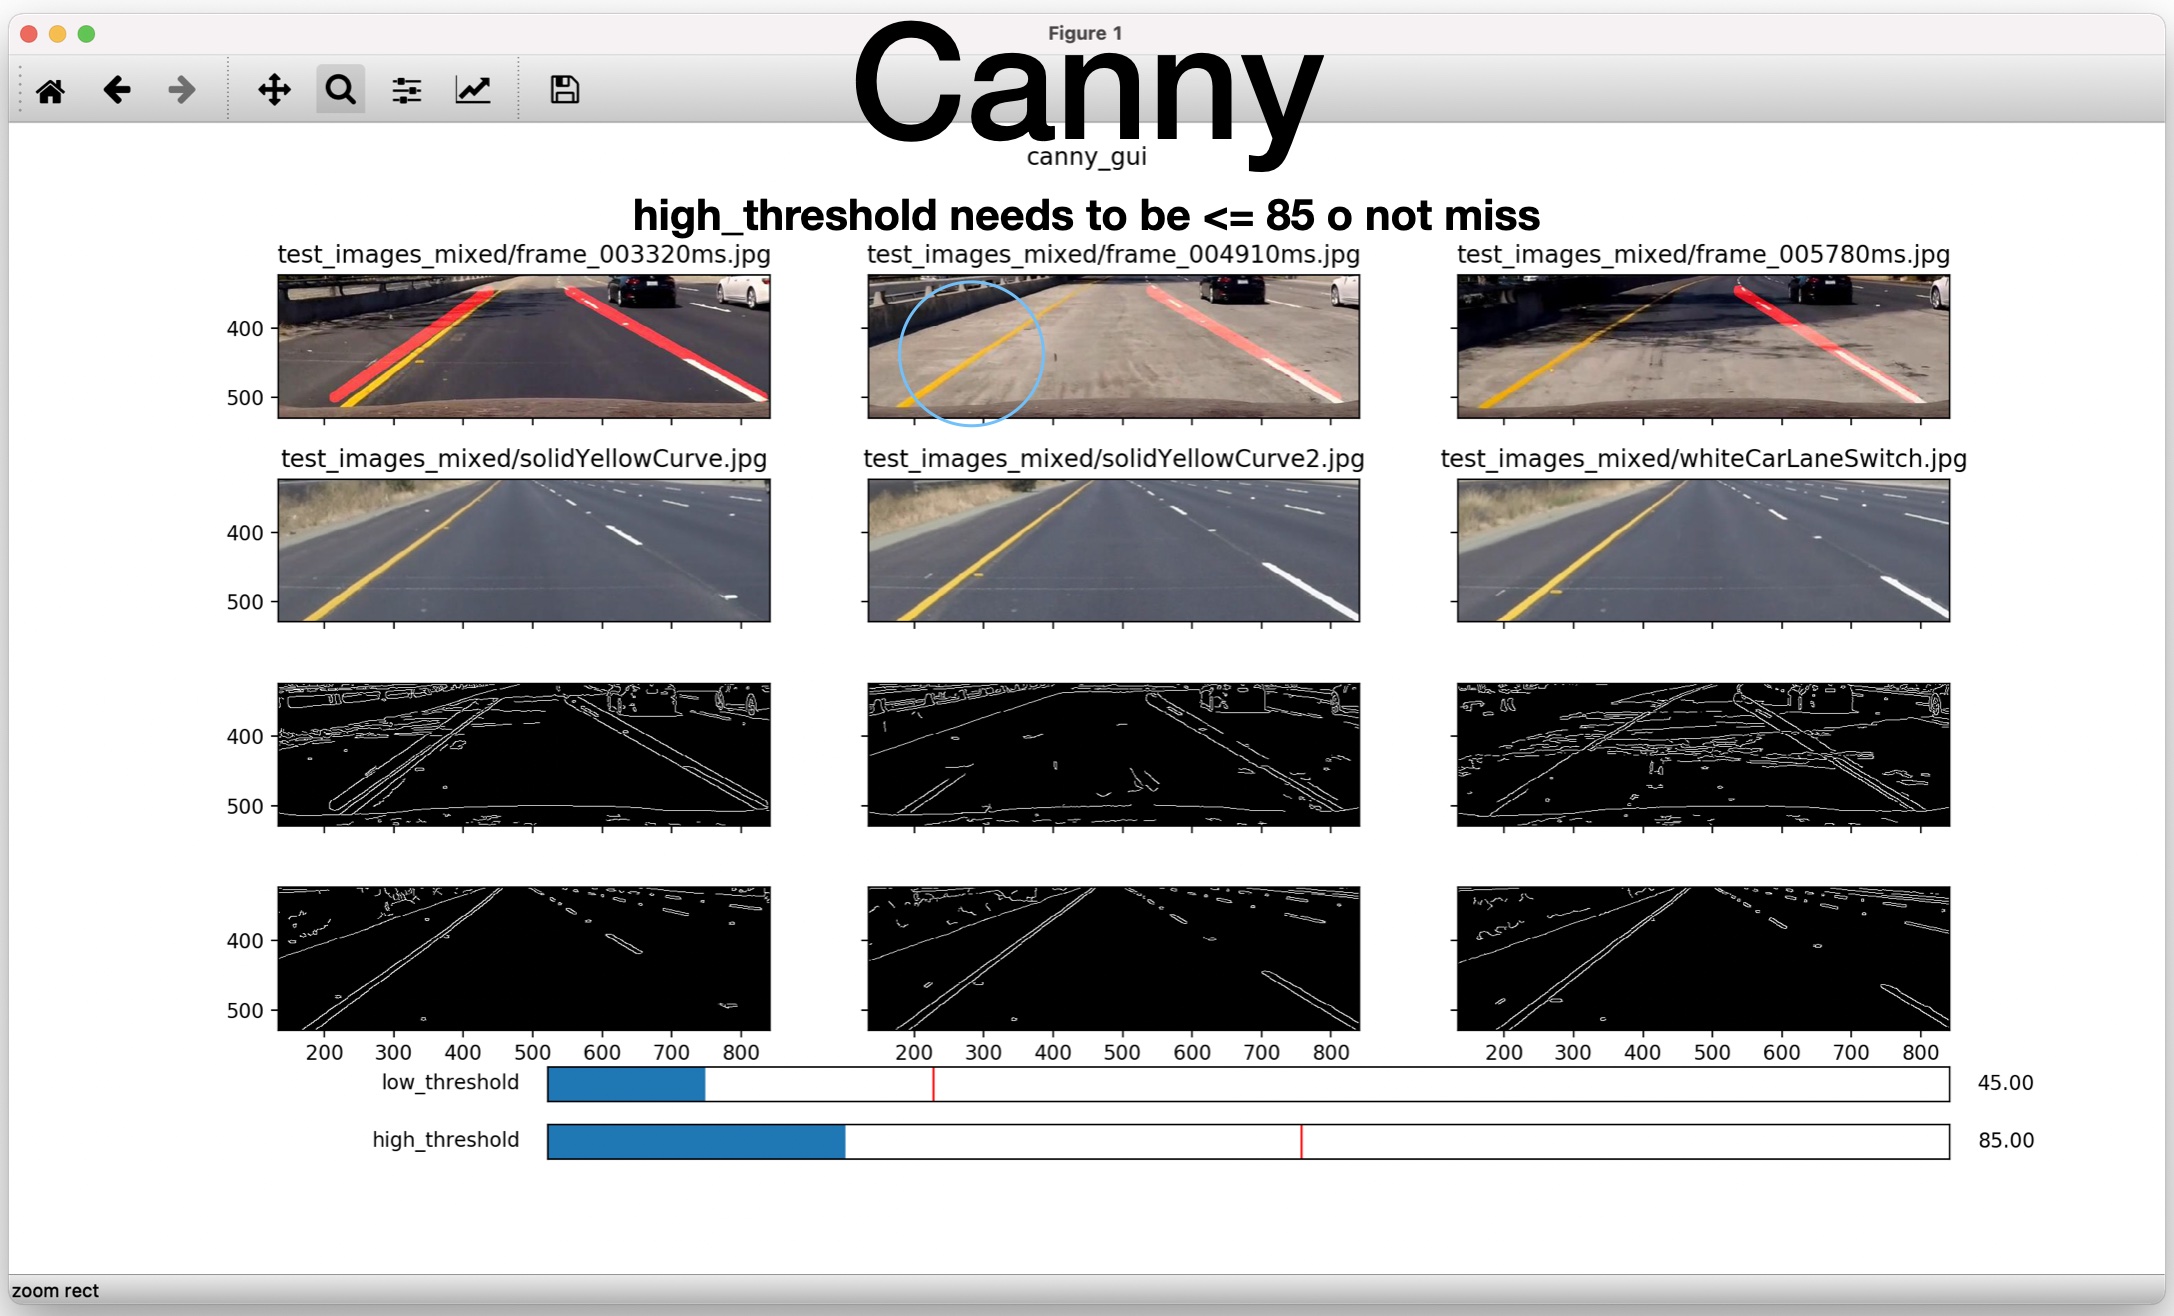 Figure 1
Canny
canny_gui
high_threshold needs to be <= 85 o not miss
test_images_mixed/frame_003320ms.jpg test_images_mixed/frame_004910ms.jpg test_images_mixed/frame_005780ms.jpg
400
500
test_images_mixed/solidYellowCurve.jpg test_images_mixed/solidYellowCurve2.jpg test_images_mixed/whiteCarLaneSwitch.jpg
400
500
400
500
400
500
200 300 400 500 600 700 800 200 300 400 500 600 700 800 200 300 400 500 600 700 800
low_threshold 45.00
high_threshold 85.00
zoom rect